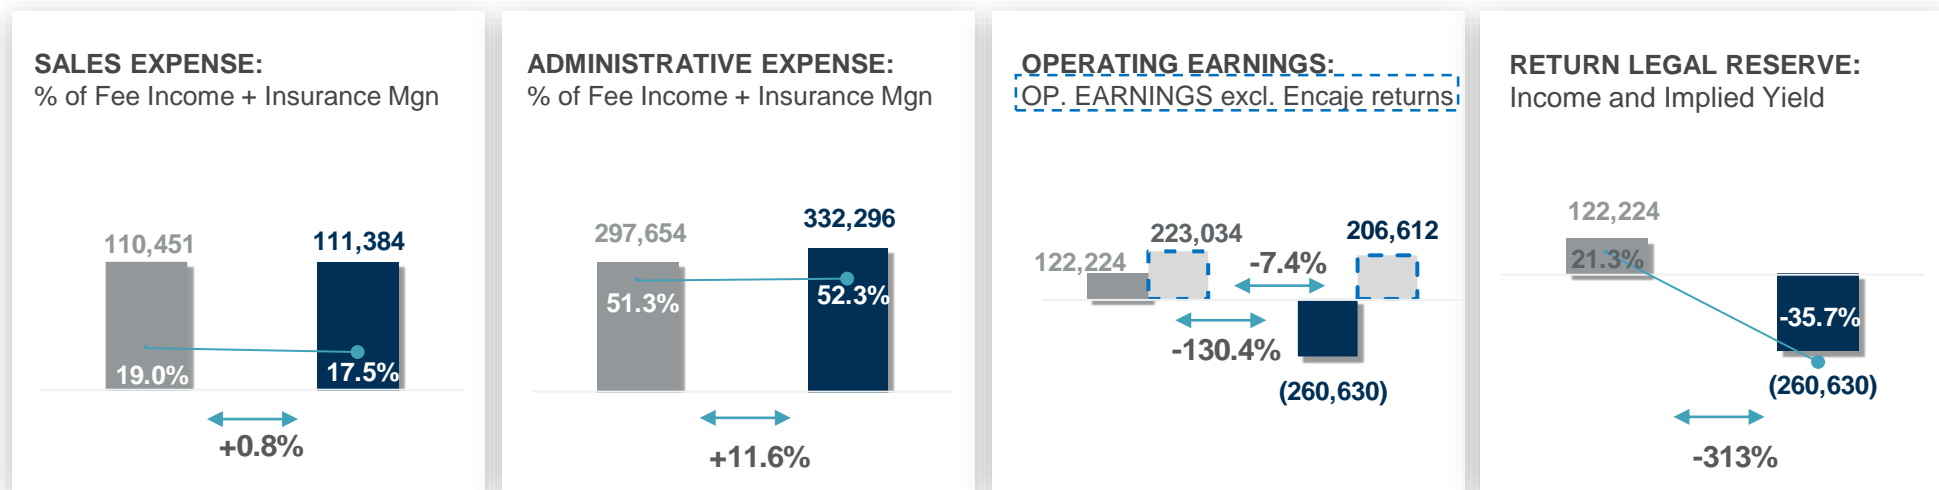 SALES EXPENSE:
% of Fee Income + Insurance Mgn
110,451
111,384
19.0%
17.5%
+0.8%
ADMINISTRATIVE EXPENSE:
% of Fee Income + Insurance Mgn
297,654
332,296
51.3%
52.3%
+11.6%
OPERATING EARNINGS:
OP. EARNINGS excl. Encaje returns
122,224
223,034
206,612
-7.4%
-130.4%
(260,630)
RETURN LEGAL RESERVE:
Income and Implied Yield
122,224
21.3%
-35.7%
(260,630)
-313%